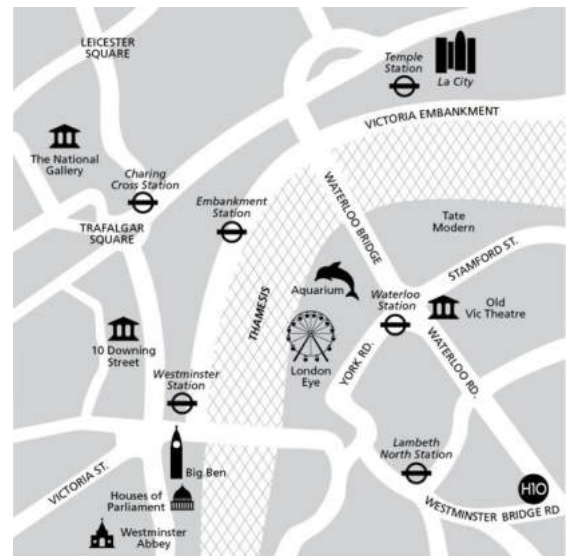 LEICESTER
SQUARE
Temple
Station
La City
VICTORIA EMBANKMENT
The National
Gallery
Charing
Cross Station
Embankment
Station
WATERLOO BRIDGE
TRAFALGAR
SQUARE
Tate
Modern
STAMFORD ST.
THAMESIS
Aquarium
Waterloo
Station
Old
Vic Theatre
10 Downing
Street
London
Eye
YORK RD.
WATERLOO RD.
Westminster
Station
Lambeth
North Station
VICTORIA ST.
Big Ben
Houses of
Parliament
H10
WESTMINSTER BRIDGE RD
Westminster
Abbey